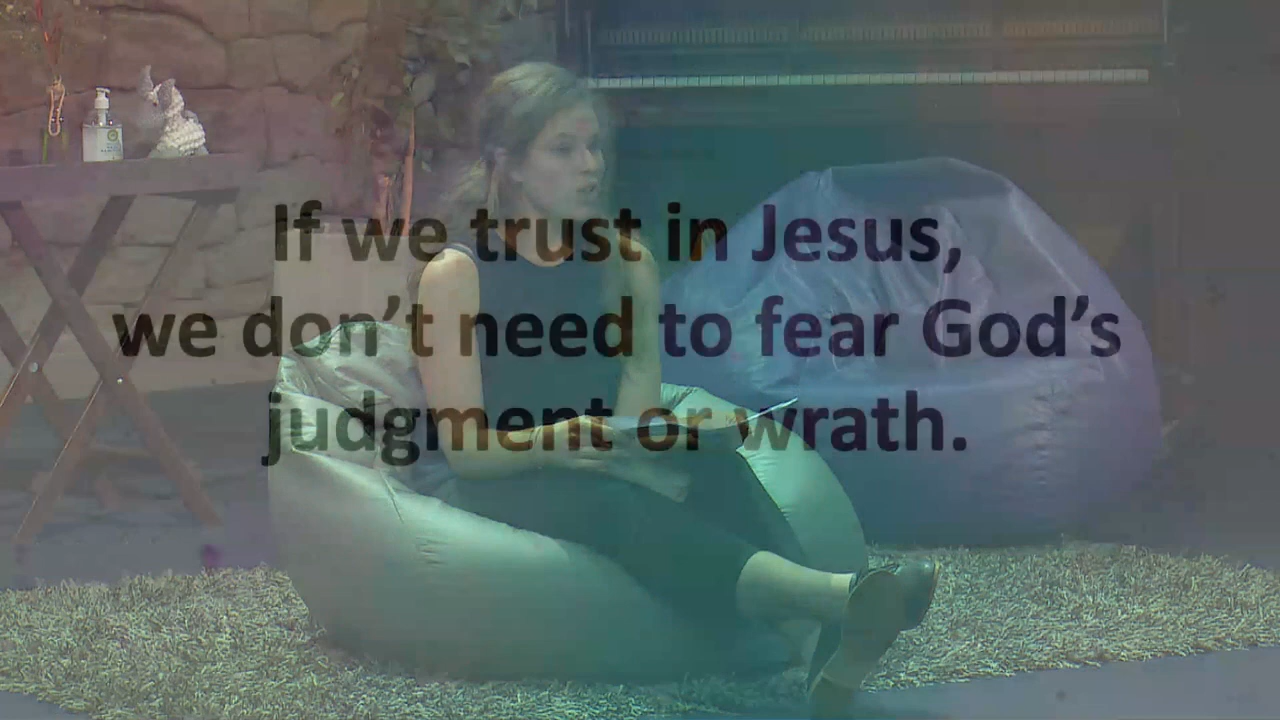 If we trust in Jesus,
we don't need to fear God's
judgment or wrath.